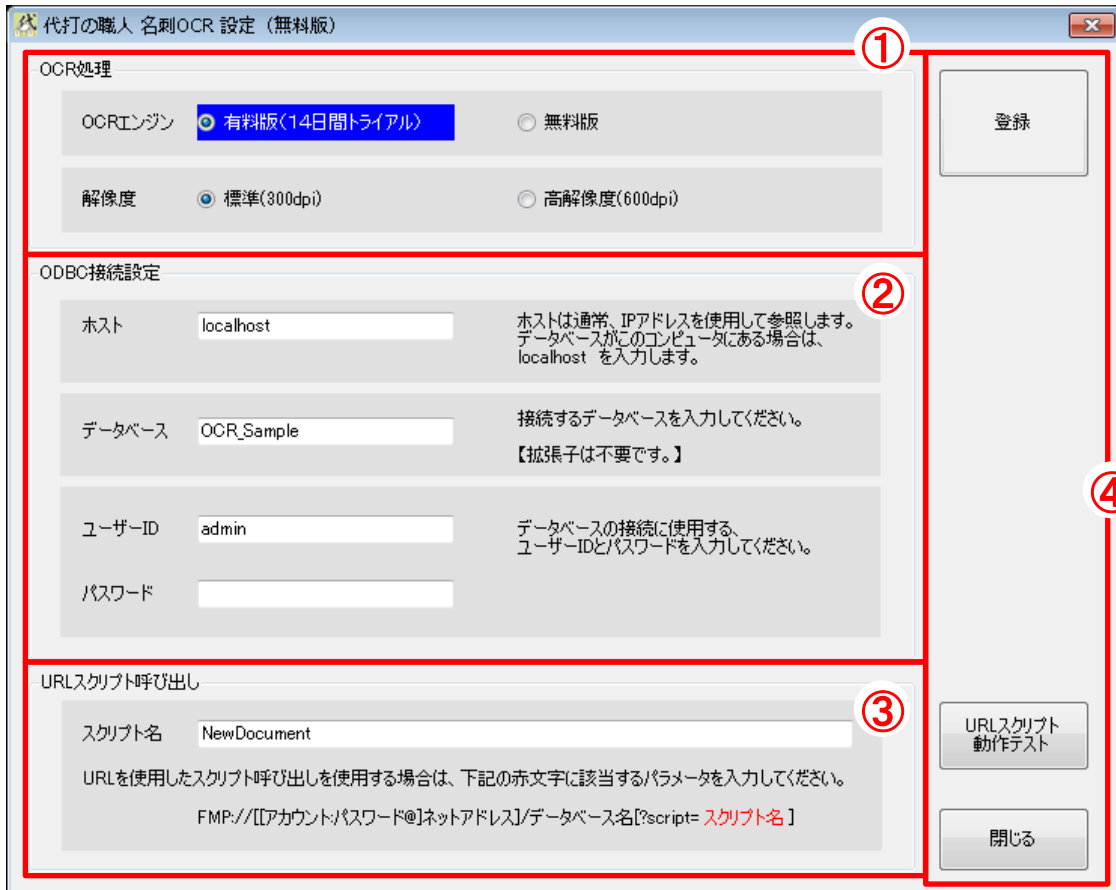 代打の職人 名刺OCR 設定（無料版）
①
OCR処理
OCRエンジン
有料版（１４日間トライアル）
無料版
解像度
標準(300dpi)
高解像度(600dpi)
登録
②
ODBC接続設定
ホスト
localhost
ホストは通常、IPアドレスを使用して参照します。
データベースがこのコンピュータにある場合は、
localhost を入力します。
データベース
OCR_Sample
接続するデータベースを入力してください。
【拡張子は不要です。】
ユーザーID
admin
データベースの接続に使用する、
ユーザーIDとパスワードを入力してください。
パスワード
④
③
URLスクリプト呼び出し
スクリプト名
NewDocument
URLを使用したスクリプト呼び出しを使用する場合は、下記の赤文字に該当するパラメータを入力してください。
FMP://[[アカウント:パスワード@]ネットアドレス]/データベース名[?script= スクリプト名 ]
URLスクリプト
動作テスト
閉じる